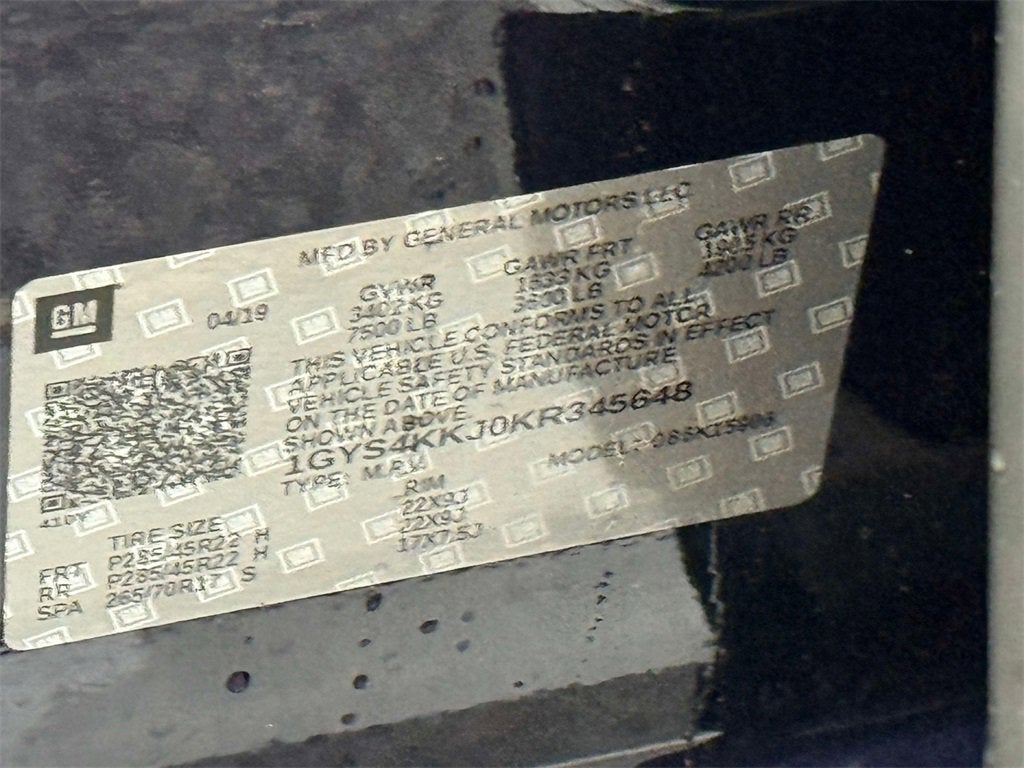 MFD BY GENERAL MOTORS LLC
GM
04/19
GVWR GAWR FRT GAWR RR
3402 KG 1633 KG 1905 KG
7500 LB 3600 LB 4200 LB
THIS VEHICLE CONFORMS TO ALL
APPLICABLE U.S. FEDERAL MOTOR
VEHICLE SAFETY STANDARDS IN EFFECT
ON THE DATE OF MANUFACTURE
SHOWN ABOVE
1GYS4KKJ0KR345648
TYPE: M.P.V. MODEL:
TIRE SIZE RIM
FRT P285/45R22 H 22X9J
RR P285/45R22 H 22X9J
SPA 265/70R17 S 17X7.5J